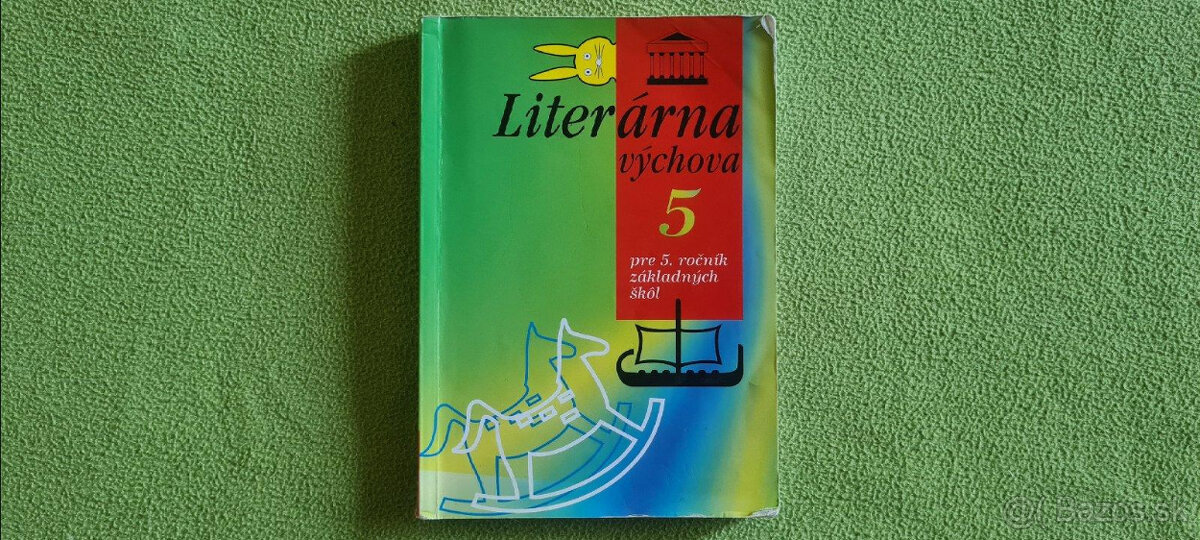 Literárna
výchova
5
pre 5. ročník
základných
škôl
Bazos.sk